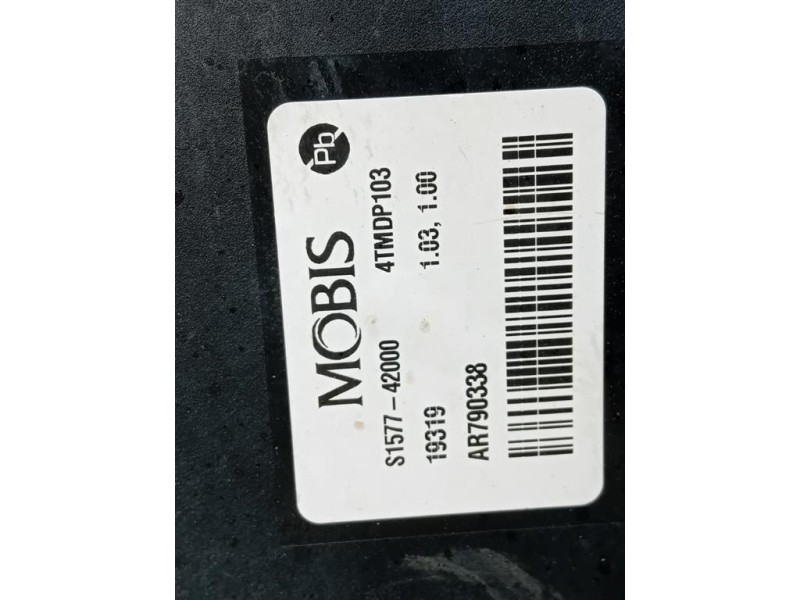 Pb
MOBIS
S1577-42000 4TMDP103
19319 1.03, 1.00
AR790338